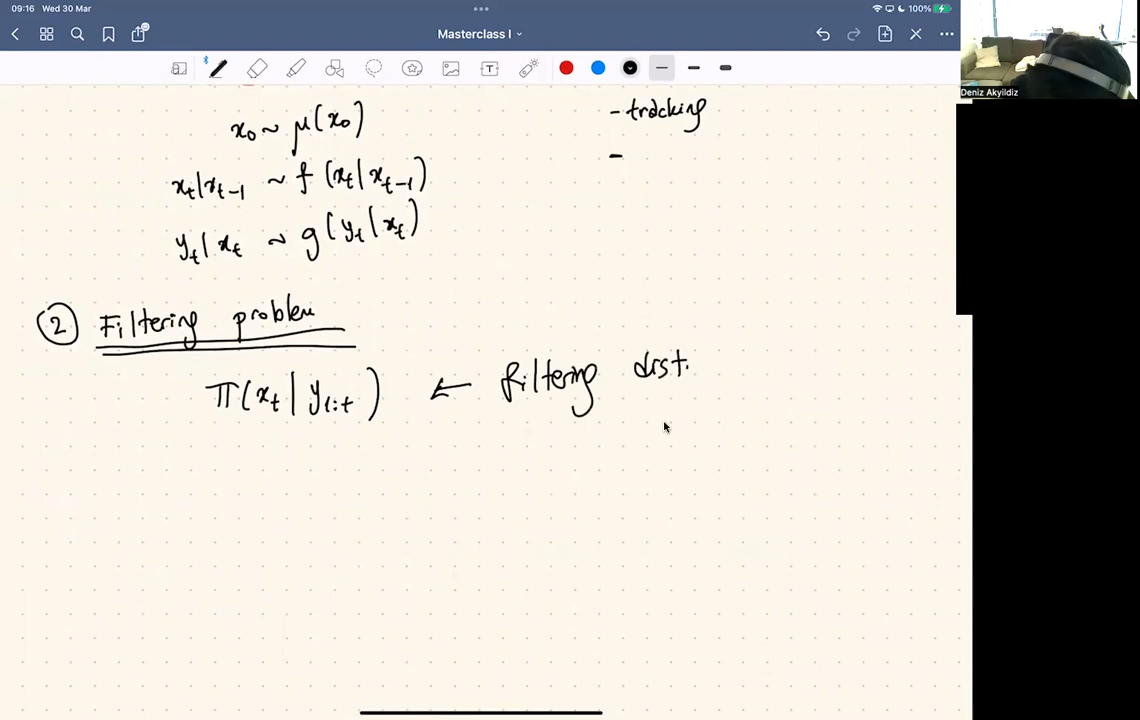 09:16 Wed 30 Mar
100%
Masterclass I
Deniz Akyildiz
x₀ ~ μ(x₀)
- tracking
-
xₜ|xₜ₋₁ ~ f(xₜ|xₜ₋₁)
yₜ|xₜ ~ g(yₜ|xₜ)
② Filtering problem
π(xₜ|y₁:ₜ) ← filtering dist.